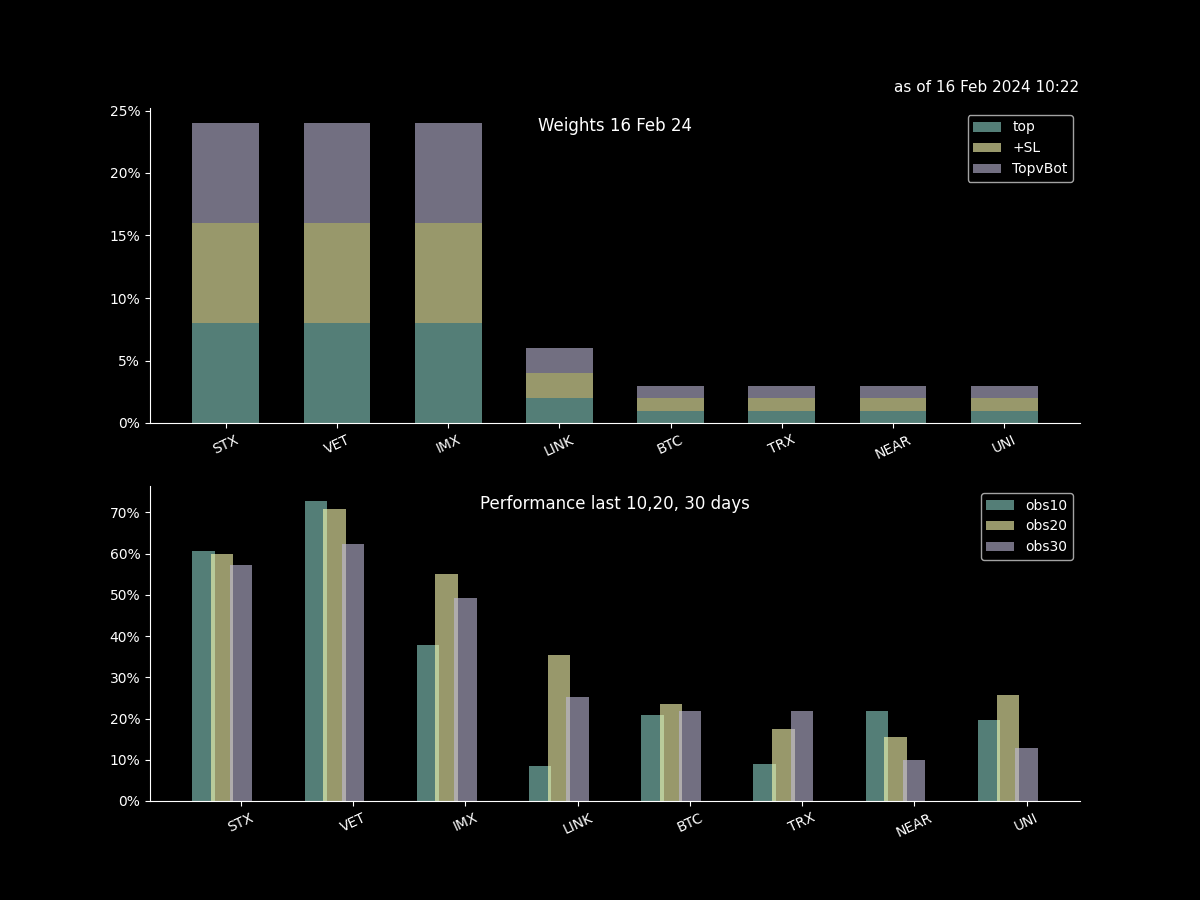 as of 16 Feb 2024 10:22
Weights 16 Feb 24
top
+SL
TopvBot
25%
20%
15%
10%
5%
0%
STX VET IMX LINK BTC TRX NEAR UNI
Performance last 10,20, 30 days
obs10
obs20
obs30
70%
60%
50%
40%
30%
20%
10%
0%
STX VET IMX LINK BTC TRX NEAR UNI